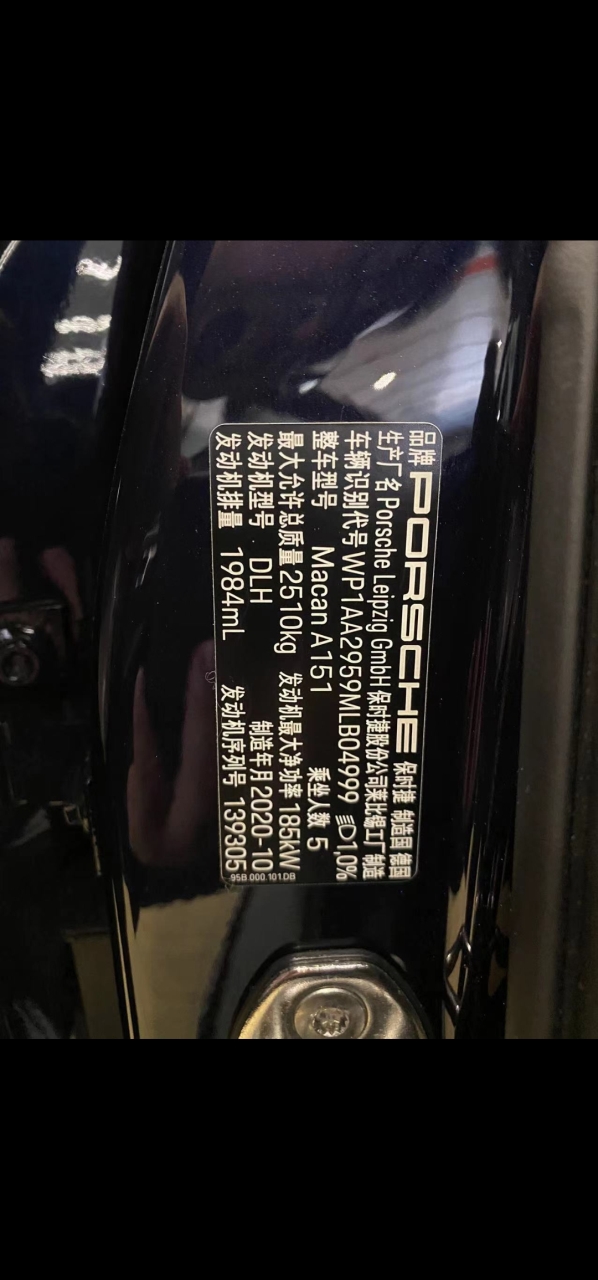 品牌 PORSCHE 保时捷 制造国 德国
生产厂名 Porsche Leipzig GmbH 保时捷股份公司莱比锡工厂制造
车辆识别代号 WP1AA2959MLB04999 1,0%
整车型号 Macan A151 乘坐人数 5
最大允许总质量 2510kg 发动机最大净功率 185kW
发动机型号 DLH 制造年月 2020-10
发动机排量 1984mL 发动机序列号 139305
95B.000.101.DB